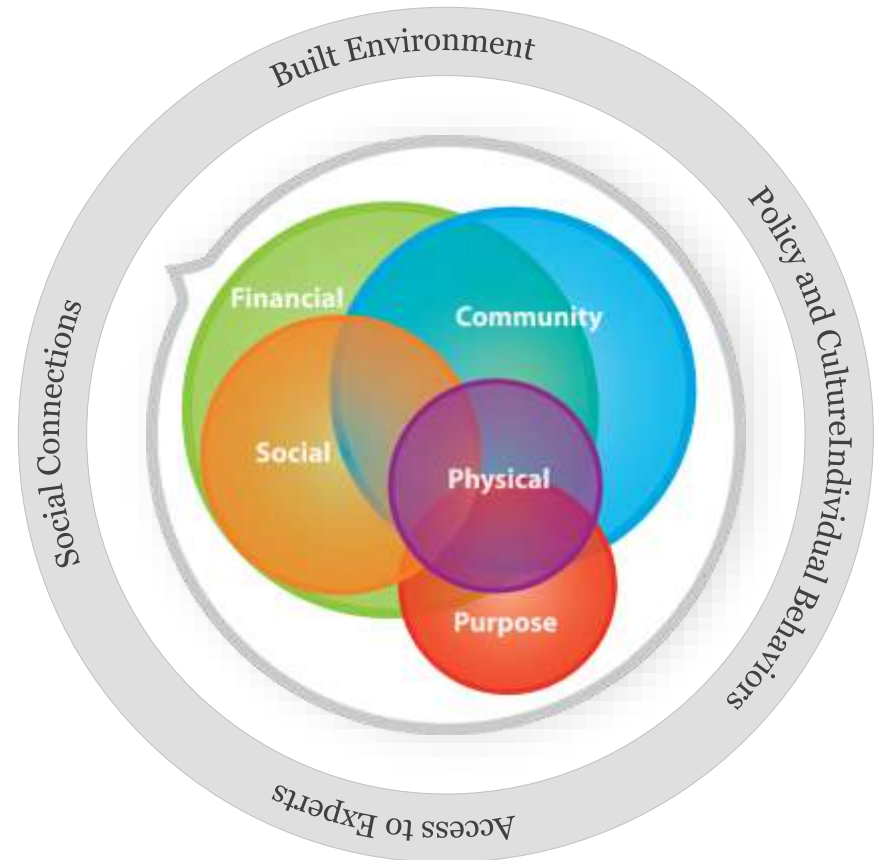 Built Environment
Policy and CultureIndividual Behaviors
Access to Experts
Social Connections
Financial
Community
Social
Physical
Purpose